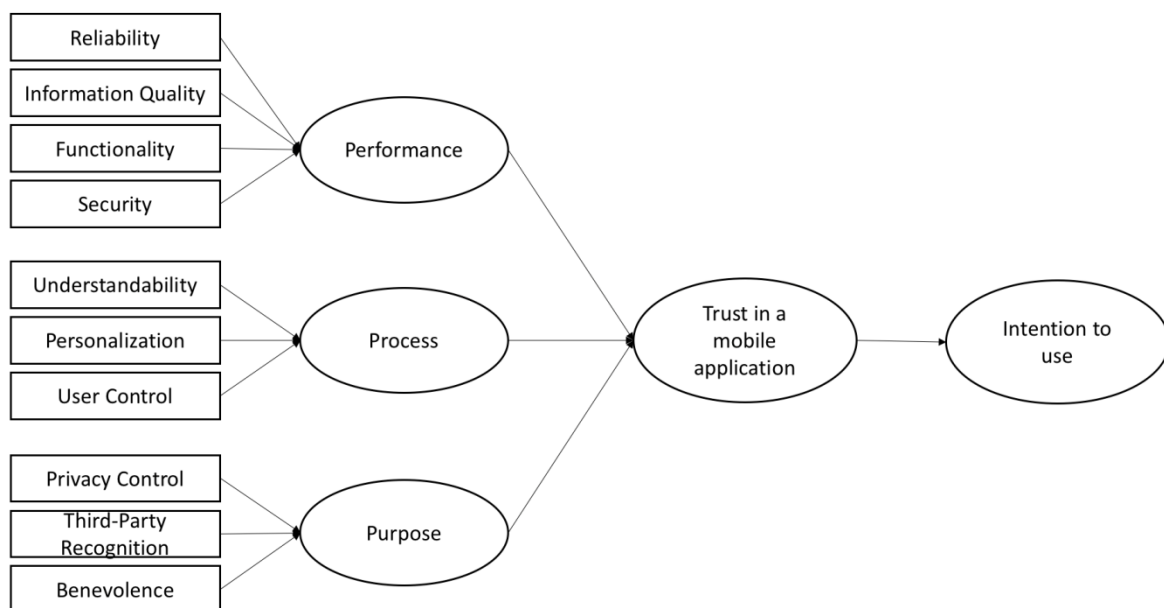 Reliability
Information Quality
Functionality
Security
Performance
Understandability
Personalization
User Control
Process
Privacy Control
Third-Party
Recognition
Benevolence
Purpose
Trust in a
mobile
application
Intention to
use